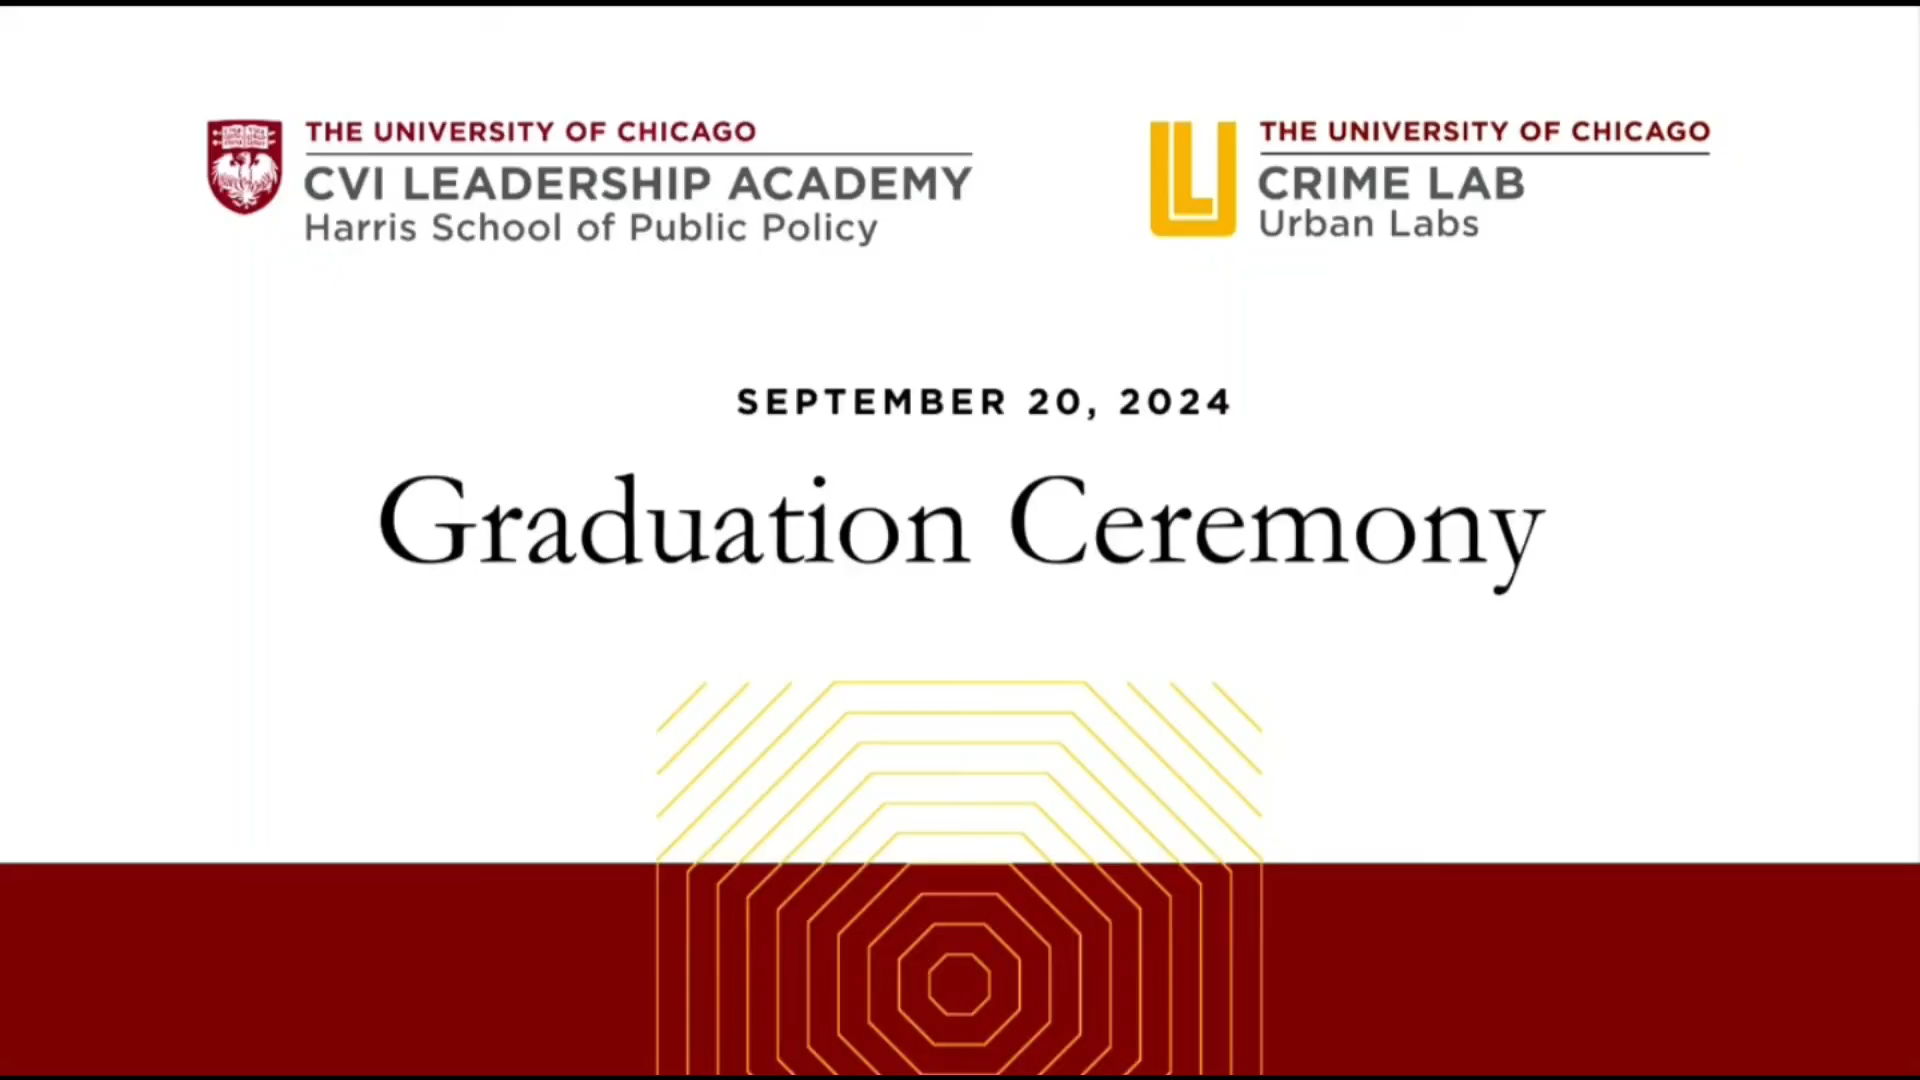 THE UNIVERSITY OF CHICAGO
CVI LEADERSHIP ACADEMY
Harris School of Public Policy
THE UNIVERSITY OF CHICAGO
CRIME LAB
Urban Labs
SEPTEMBER 20, 2024
Graduation Ceremony